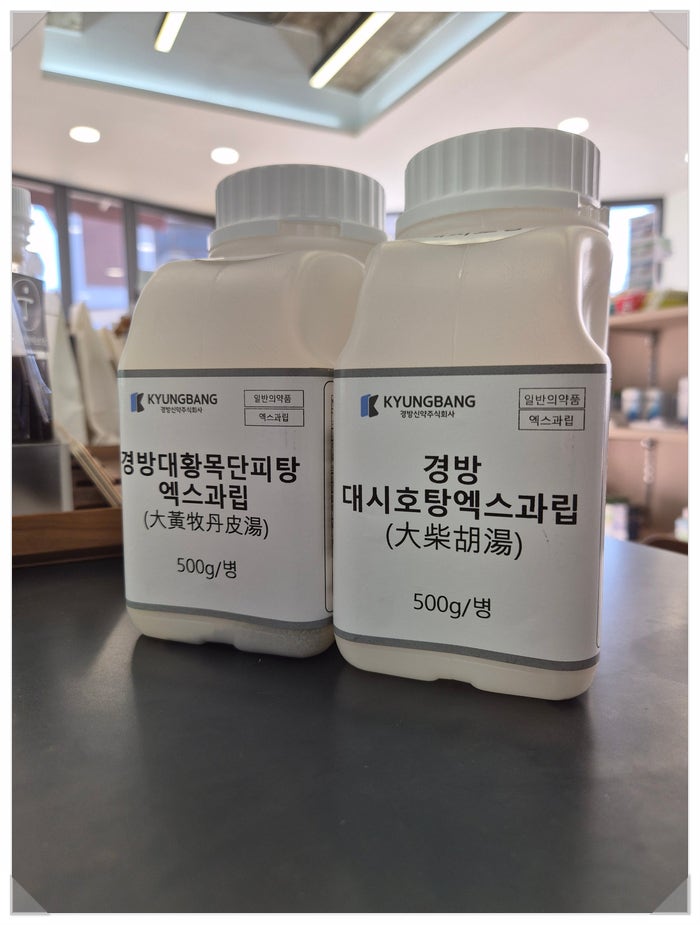 KYUNGBANG
경방신약주식회사
일반의약품
엑스과립
경방대황목단피탕
엑스과립
(大黃牧丹皮湯)
500g/병
KYUNGBANG
경방신약주식회사
일반의약품
엑스과립
경방
대시호탕엑스과립
(大柴胡湯)
500g/병